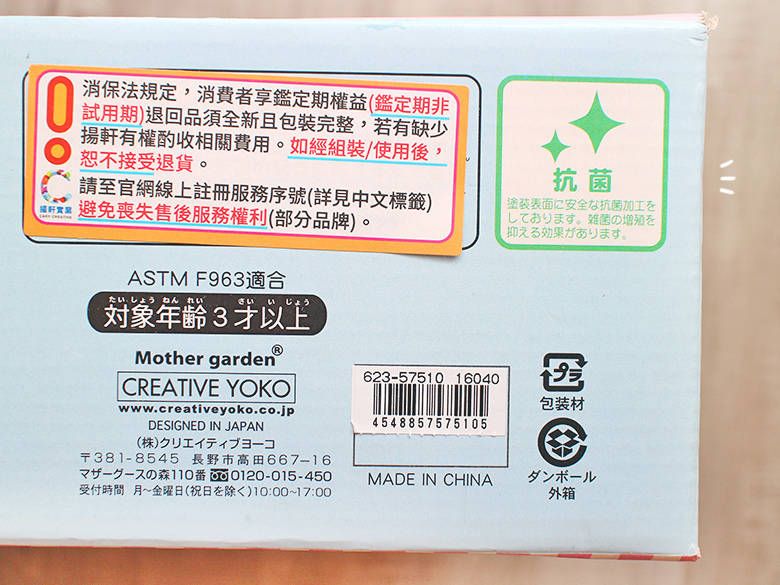 消保法規定，消費者享鑑定期權益(鑑定期非
試用期)退回品須全新且包裝完整，若有缺少
揚軒有權酌收相關費用。如經組裝/使用後，
恕不接受退貨。
請至官網線上註冊服務序號(詳見中文標籤)
避免喪失售後服務權利(部分品牌)。
揚軒實業
CARY CREATIVE
抗菌
塗装表面に安全な抗菌加工を
しております。雑菌の増殖を
抑える効果があります。
ASTM F963適合
たいしょう ねん れい さい い じょう
対象年齢3才以上
Mother garden®
CREATIVE YOKO
www.creativeyoko.co.jp
DESIGNED IN JAPAN
(株)クリエイティブヨーコ
〒381-8545 長野市高田667-16
マザーグースの森110番 0120-015-450
受付時間 月~金曜日(祝日を除く)10:00~17:00
623-57510 16040
4548857575105
MADE IN CHINA
プラ
包装材
ダンボール
外箱